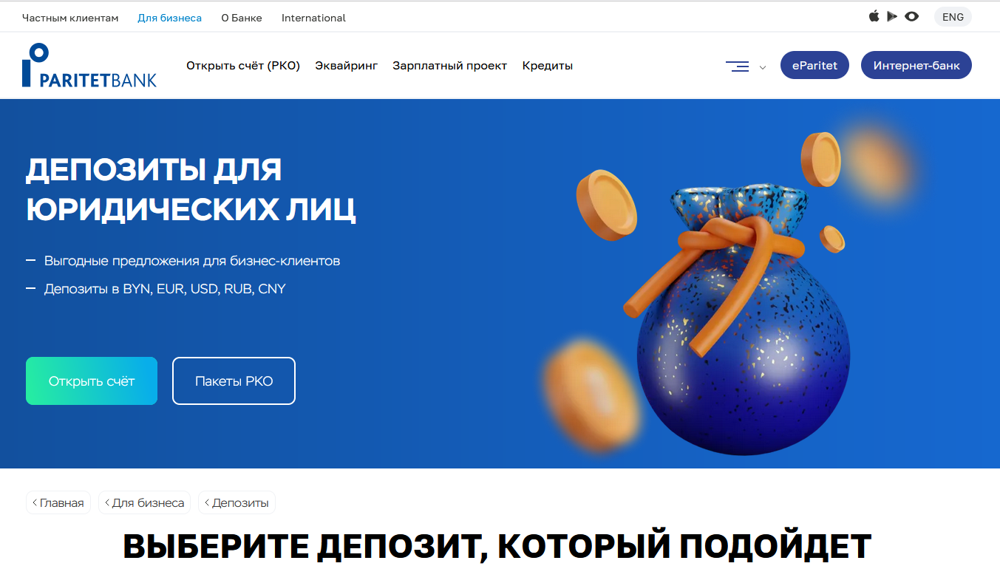 Частным клиентам Для бизнеса О Банке International ENG
PARITETBANK Открыть счёт (РКО) Эквайринг Зарплатный проект Кредиты eParitet Интернет-банк
ДЕПОЗИТЫ ДЛЯ
ЮРИДИЧЕСКИХ ЛИЦ
Выгодные предложения для бизнес-клиентов
Депозиты в BYN, EUR, USD, RUB, CNY
Открыть счёт Пакеты РКО
Главная Для бизнеса Депозиты
ВЫБЕРИТЕ ДЕПОЗИТ, КОТОРЫЙ ПОДОЙДЕТ